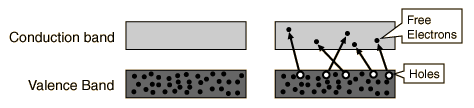 Conduction band
Free
Electrons
Valence Band
Holes